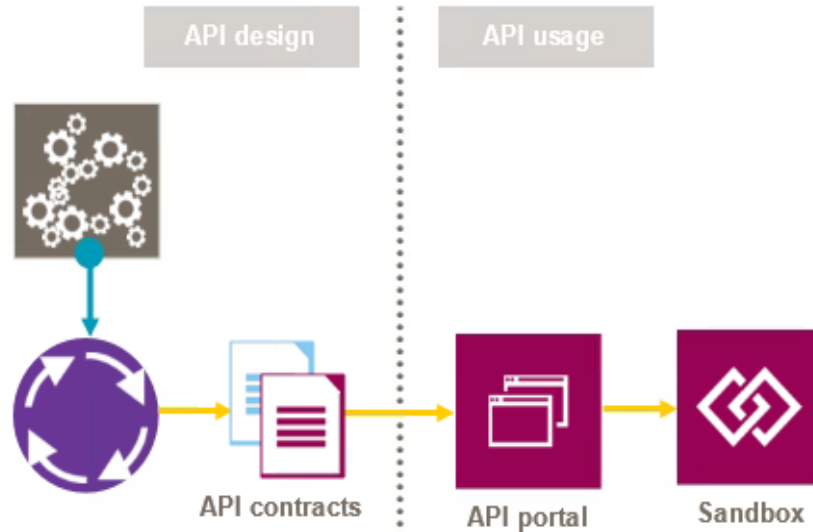 API design
API usage
API contracts
API portal
Sandbox